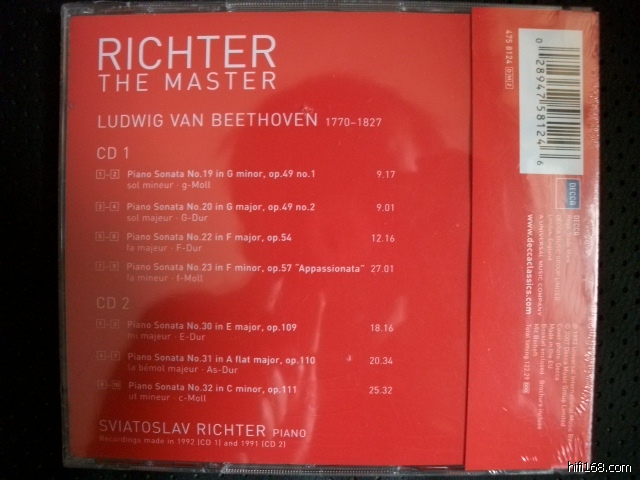 RICHTER
THE MASTER
LUDWIG VAN BEETHOVEN 1770–1827
CD 1
1–2 Piano Sonata No.19 in G minor, op.49 no.1 9.17
sol mineur · g-Moll
3–4 Piano Sonata No.20 in G major, op.49 no.2 9.01
sol majeur · G-Dur
5–6 Piano Sonata No.22 in F major, op.54 12.16
fa majeur · F-Dur
7–9 Piano Sonata No.23 in F minor, op.57 "Appassionata" 27.01
fa mineur · f-Moll
CD 2
Piano Sonata No.30 in E major, op.109 18.16
mi majeur · E-Dur
Piano Sonata No.31 in A flat major, op.110 20.34
la bémol majeur · As-Dur
Piano Sonata No.32 in C minor, op.111 25.32
ut mineur · c-Moll
SVIATOSLAV RICHTER PIANO
Recordings made in 1992 (CD 1) and 1991 (CD 2)
475 8124
0 28947 58124 6
DECCA
DECCA
A UNIVERSAL MUSIC COMPANY
www.deccaclassics.com
Made in the EU
hifi168.com